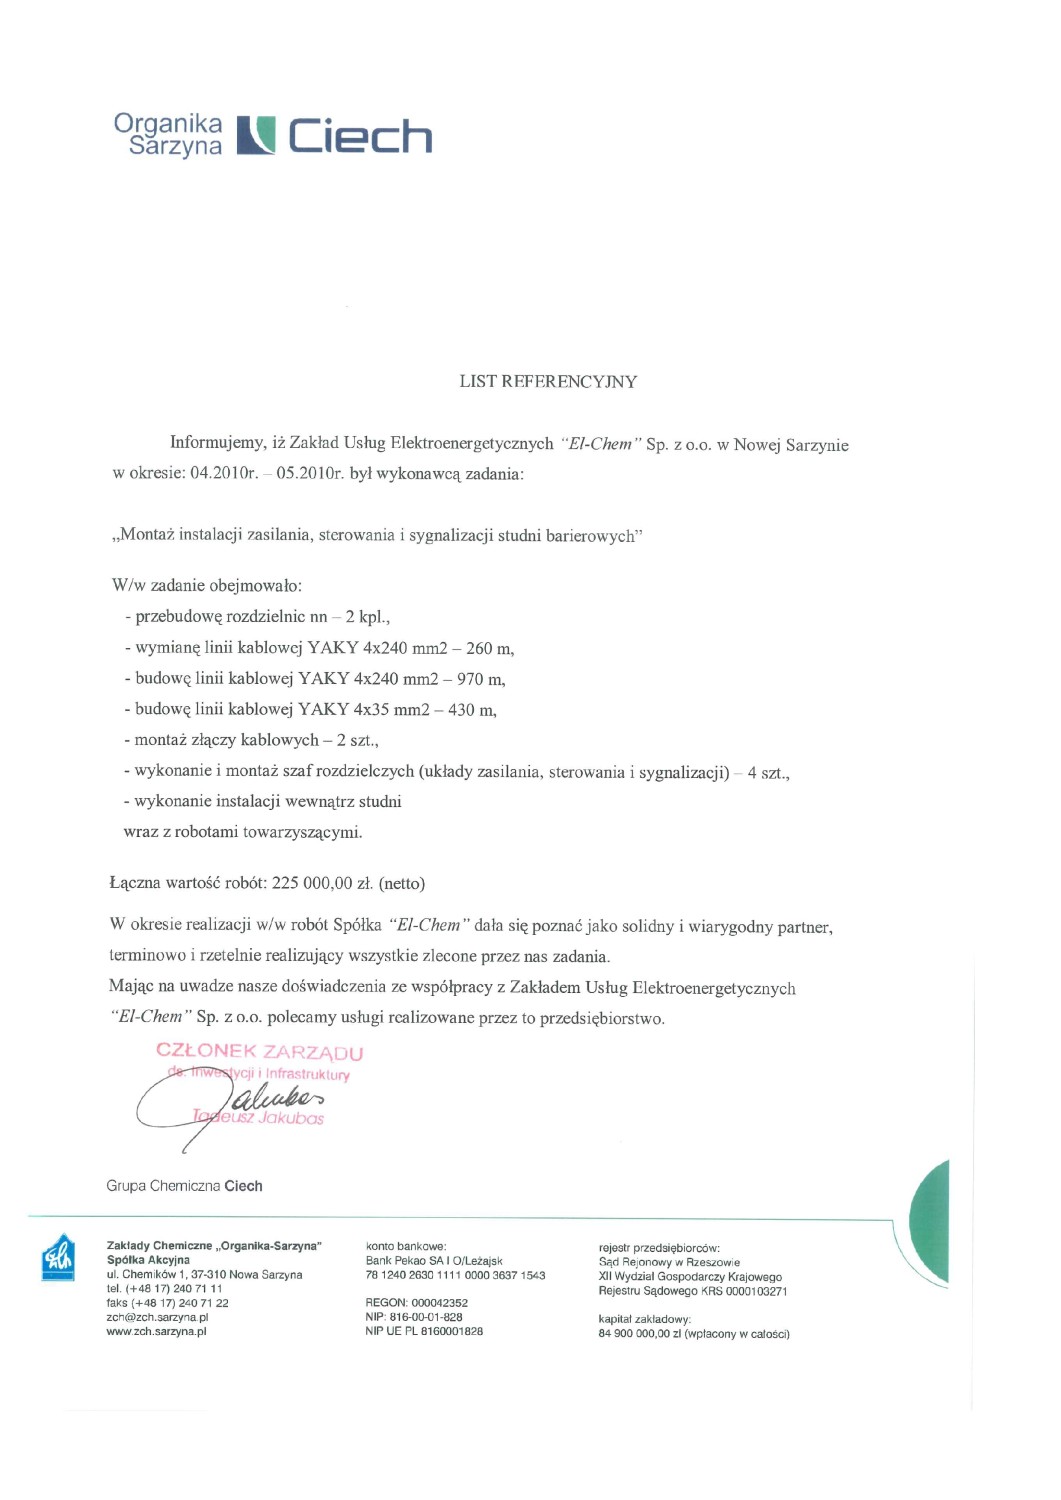 Organika
Sarzyna
Ciech
LIST REFERENCYJNY
Informujemy, iż Zakład Usług Elektroenergetycznych “El-Chem” Sp. z o.o. w Nowej Sarzynie
w okresie: 04.2010r. – 05.2010r. był wykonawcą zadania:
„Montaż instalacji zasilania, sterowania i sygnalizacji studni barierowych”
W/w zadanie obejmowało:
- przebudowę rozdzielnic nn – 2 kpl.,
- wymianę linii kablowej YAKY 4x240 mm2 – 260 m,
- budowę linii kablowej YAKY 4x240 mm2 – 970 m,
- budowę linii kablowej YAKY 4x35 mm2 – 430 m,
- montaż złączy kablowych – 2 szt.,
- wykonanie i montaż szaf rozdzielczych (układy zasilania, sterowania i sygnalizacji) – 4 szt.,
- wykonanie instalacji wewnątrz studni
wraz z robotami towarzyszącymi.
Łączna wartość robót: 225 000,00 zł. (netto)
W okresie realizacji w/w robót Spółka “El-Chem” dała się poznać jako solidny i wiarygodny partner,
terminowo i rzetelnie realizujący wszystkie zlecone przez nas zadania.
Mając na uwadze nasze doświadczenia ze współpracy z Zakładem Usług Elektroenergetycznych
“El-Chem” Sp. z o.o. polecamy usługi realizowane przez to przedsiębiorstwo.
CZŁONEK ZARZĄDU
ds. Inwestycji i Infrastruktury
Jakubas
Tadeusz Jakubas
Grupa Chemiczna Ciech
Zakłady Chemiczne „Organika-Sarzyna”
Spółka Akcyjna
ul. Chemików 1, 37-310 Nowa Sarzyna
tel. (+48 17) 240 71 11
faks (+48 17) 240 71 22
zch@zch.sarzyna.pl
www.zch.sarzyna.pl
konto bankowe:
Bank Pekao SA I O/Leżajsk
78 1240 2630 1111 0000 3637 1543
REGON: 000042352
NIP: 816-00-01-828
NIP UE PL 8160001828
rejestr przedsiębiorców:
Sąd Rejonowy w Rzeszowie
XII Wydział Gospodarczy Krajowego
Rejestru Sądowego KRS 0000103271
kapitał zakładowy:
84 900 000,00 zł (wpłacony w całości)